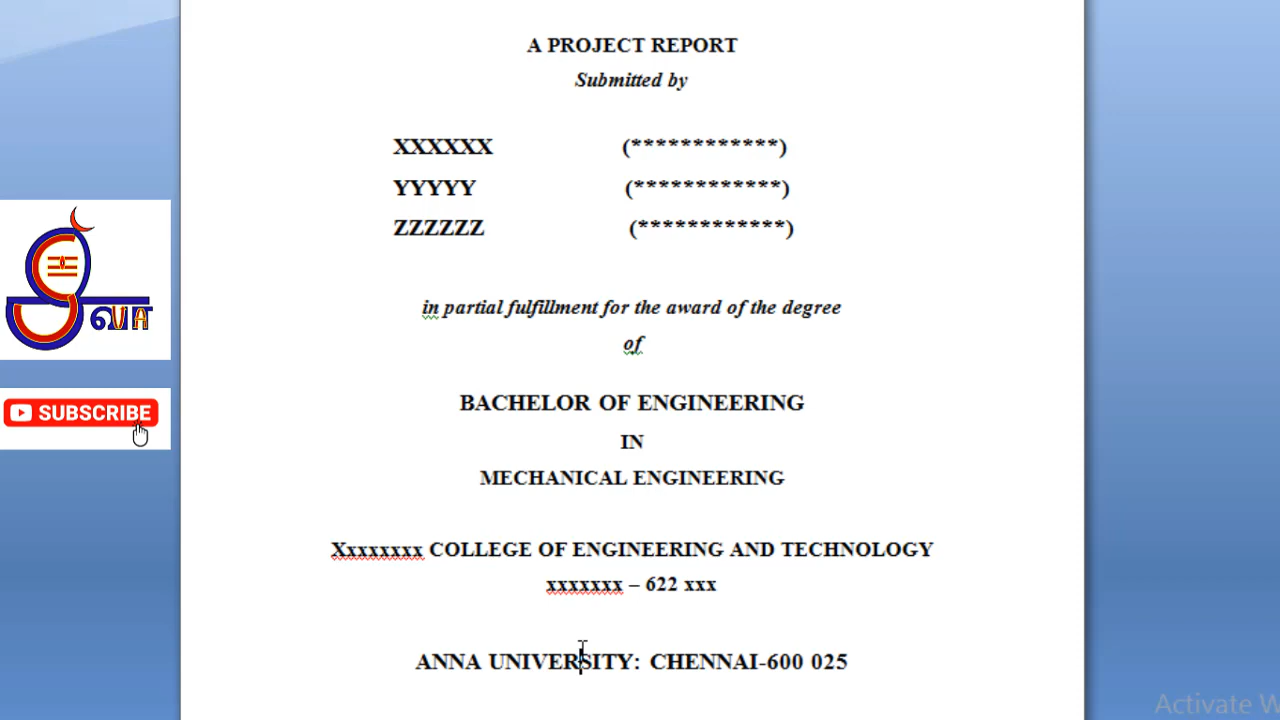 A PROJECT REPORT
Submitted by
XXXXXX (************)
YYYYY (************)
ZZZZZZ (************)
in partial fulfillment for the award of the degree
of
BACHELOR OF ENGINEERING
IN
MECHANICAL ENGINEERING
Xxxxxxxx COLLEGE OF ENGINEERING AND TECHNOLOGY
xxxxxxx – 622 xxx
ANNA UNIVERSITY: CHENNAI-600 025
SUBSCRIBE
Activate W